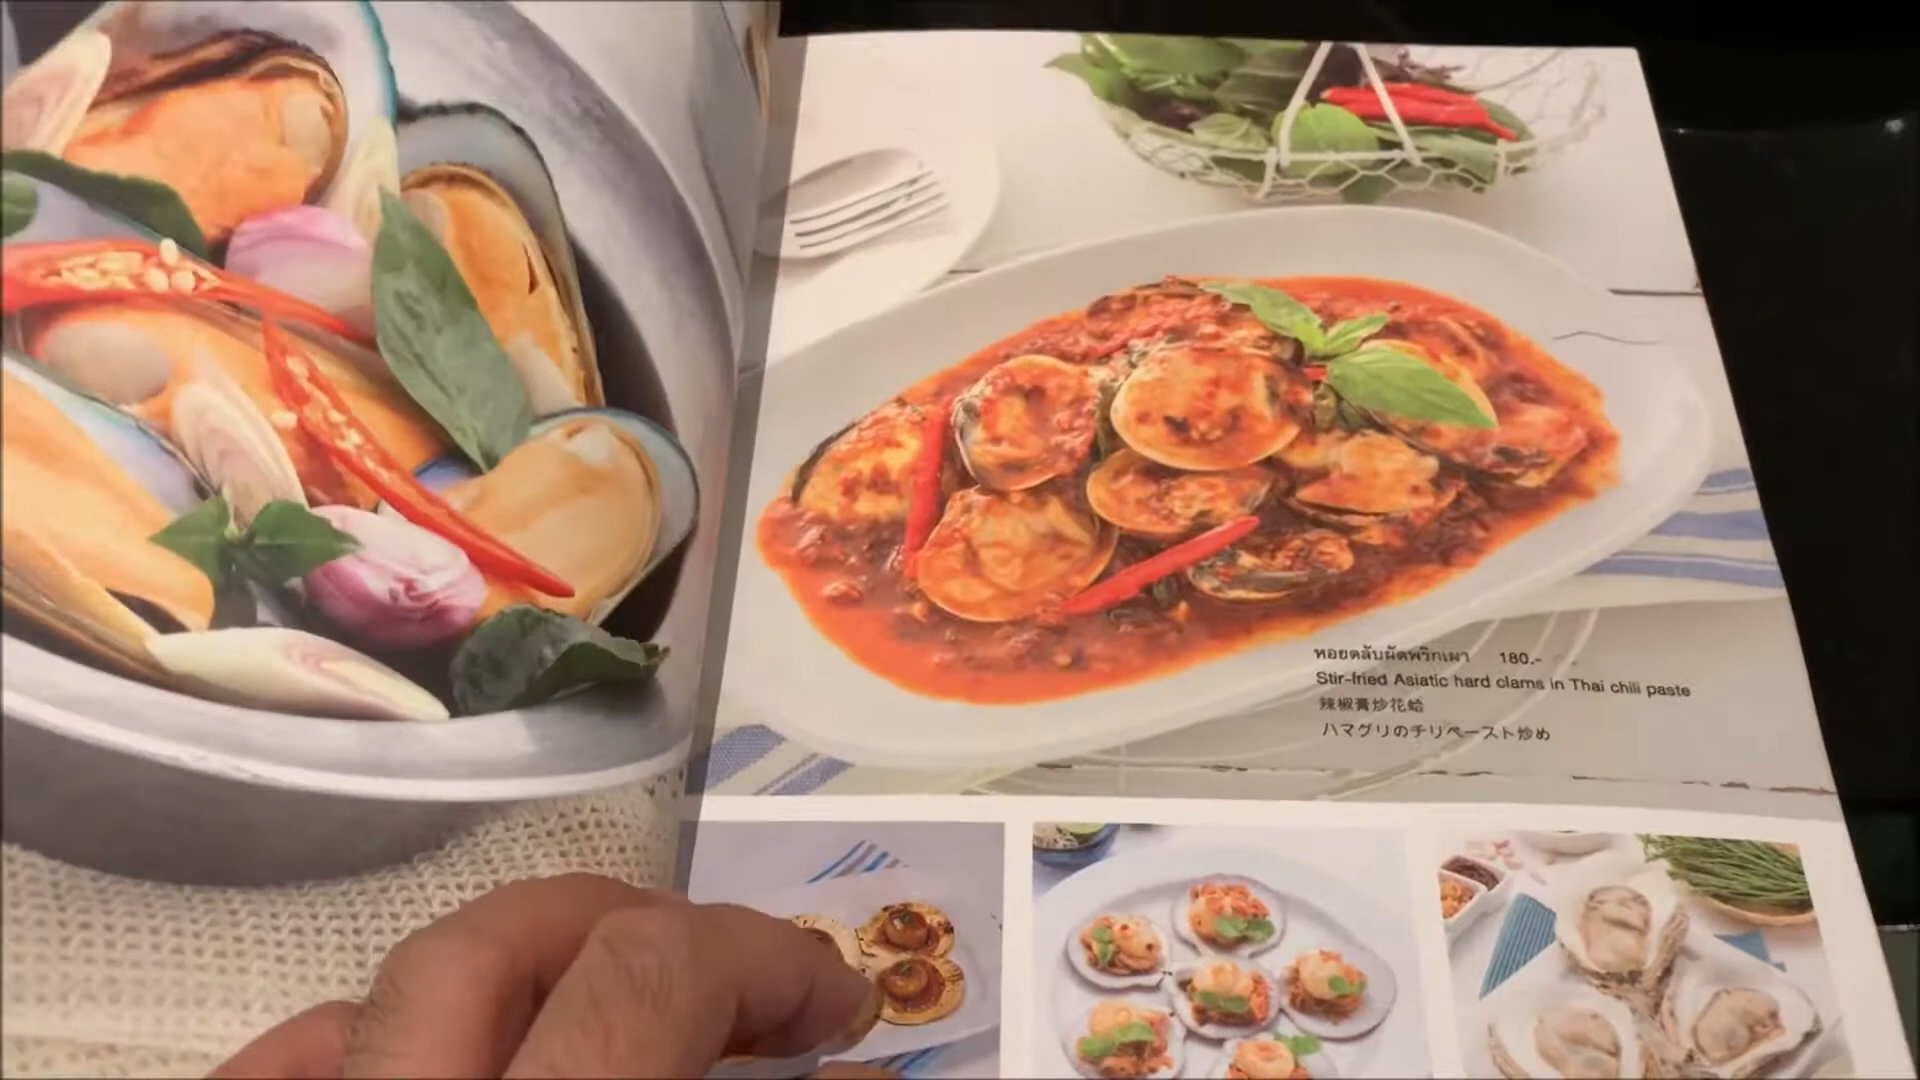 หอยตลับผัดพริกเผา 180.-
Stir-fried Asiatic hard clams in Thai chili paste
辣椒膏炒花蛤
ハマグリのチリペースト炒め